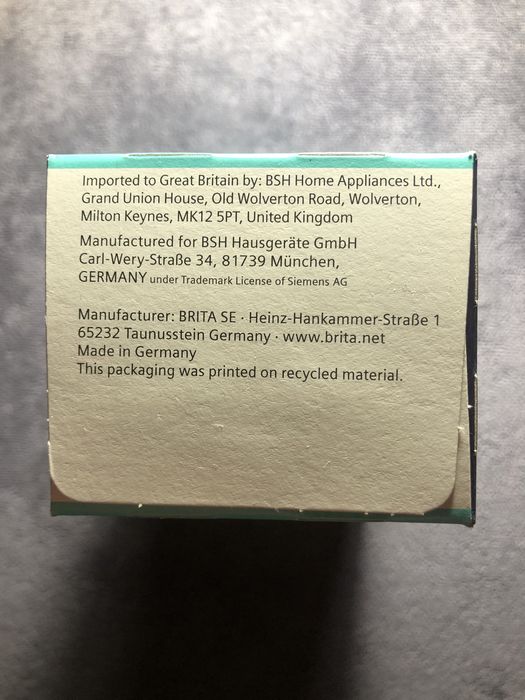 Imported to Great Britain by: BSH Home Appliances Ltd.,
Grand Union House, Old Wolverton Road, Wolverton,
Milton Keynes, MK12 5PT, United Kingdom
Manufactured for BSH Hausgeräte GmbH
Carl-Wery-Straße 34, 81739 München,
GERMANY under Trademark License of Siemens AG
Manufacturer: BRITA SE · Heinz-Hankammer-Straße 1
65232 Taunusstein Germany · www.brita.net
Made in Germany
This packaging was printed on recycled material.